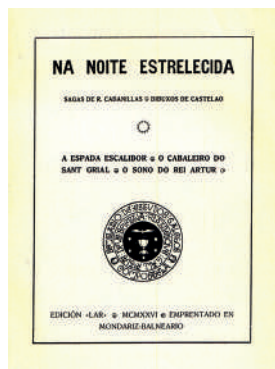 NA NOITE ESTRELECIDA
SAGAS DE R. CABANILLAS DIBUXOS DE CASTELAO
A ESPADA ESCALIBOR O CABALEIRO DO
SANT GRIAL O SONO DO REI ARTUR
EDICIÓN «LAR» MCMXXVI EMPRENTADO EN
MONDARIZ-BALNEARIO